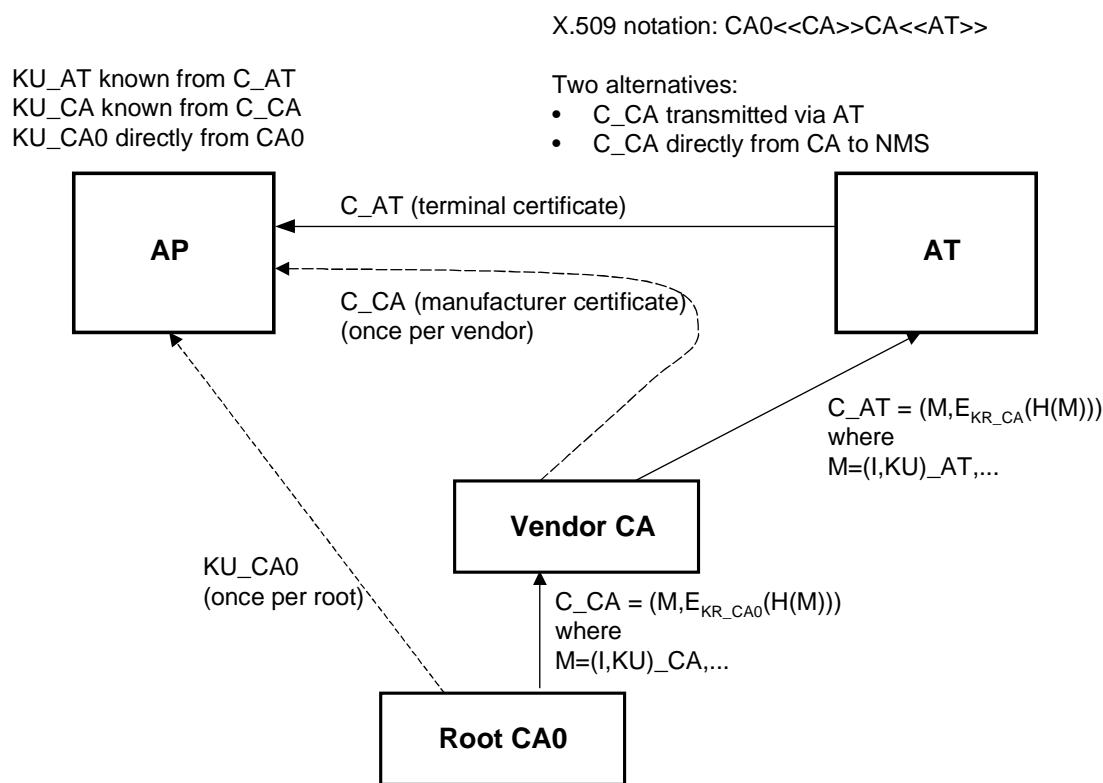 X.509 notation: CA0<<CA>>CA<<AT>>
KU_AT known from C_AT
KU_CA known from C_CA
KU_CA0 directly from CA0
Two alternatives:
• C_CA transmitted via AT
• C_CA directly from CA to NMS
AP
C_AT (terminal certificate)
AT
C_CA (manufacturer certificate)
(once per vendor)
C_AT = (M,E_KR_CA(H(M)))
where
M=(I,KU)_AT,...
Vendor CA
KU_CA0
(once per root)
C_CA = (M,E_KR_CA0(H(M)))
where
M=(I,KU)_CA,...
Root CA0